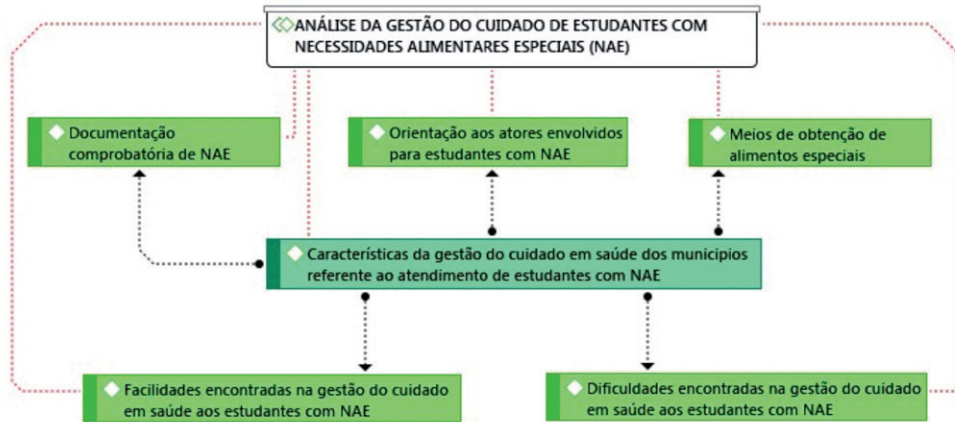 ANÁLISE DA GESTÃO DO CUIDADO DE ESTUDANTES COM
NECESSIDADES ALIMENTARES ESPECIAIS (NAE)
Documentação
comprobatória de NAE
Orientação aos atores envolvidos
para estudantes com NAE
Meios de obtenção de
alimentos especiais
Características da gestão do cuidado em saúde dos municipios
referente ao atendimento de estudantes com NAE
Facilidades encontradas na gestão do cuidado
em saúde aos estudantes com NAE
Dificuldades encontradas na gestão do cuidado
em saúde aos estudantes com NAE